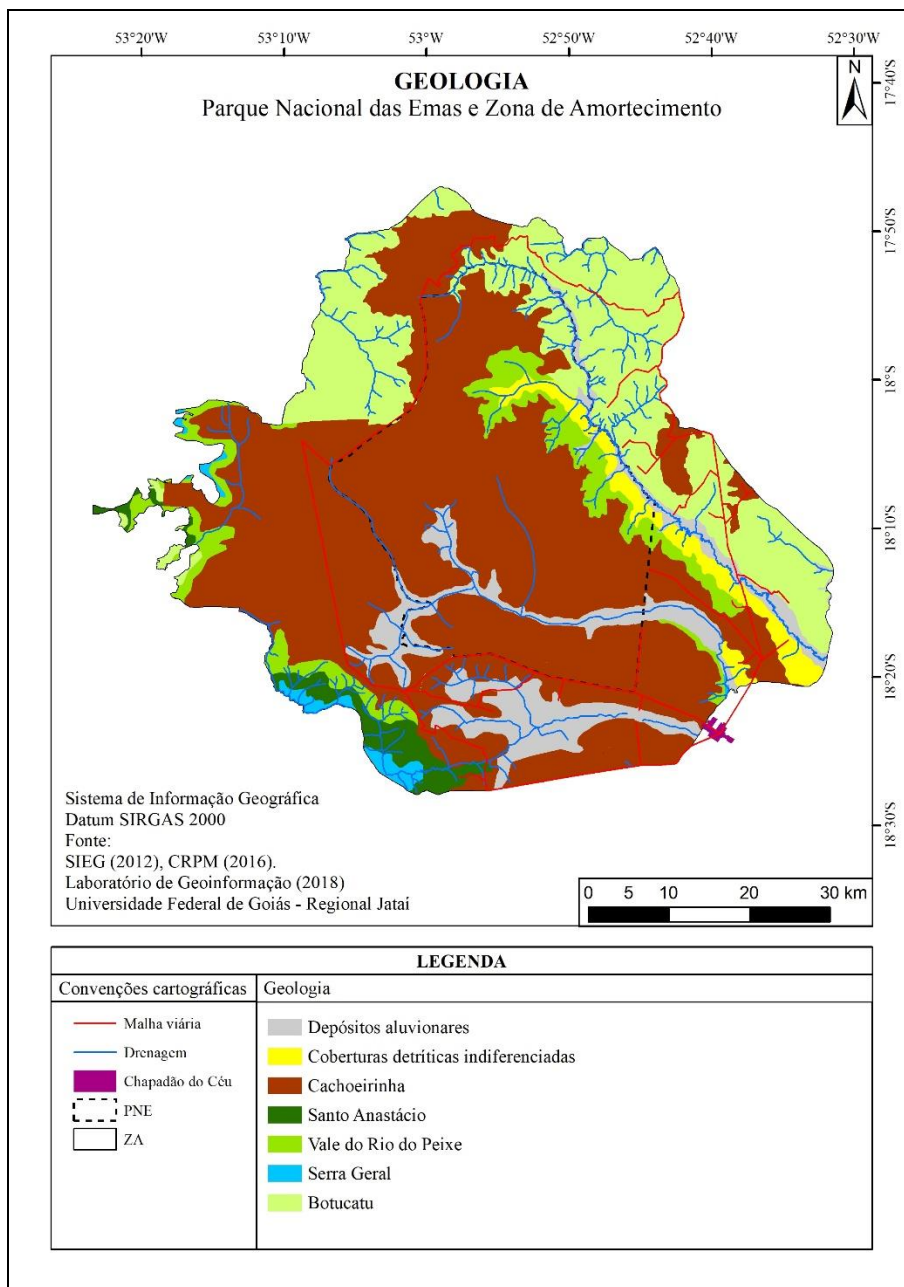 53°20'W
53°10'W
53°W
52°50'W
52°40'W
52°30'W
GEOLOGIA
Parque Nacional das Emas e Zona de Amortecimento
N
17°40'S
17°50'S
18°S
18°10'S
18°20'S
18°30'S
Sistema de Informação Geográfica
Datum SIRGAS 2000
Fonte:
SIEG (2012), CRPM (2016).
Laboratório de Geoinformação (2018)
Universidade Federal de Goiás - Regional Jataí
0 5 10 20 30 km
LEGENDA
Convenções cartográficas
Malha viária
Drenagem
Chapadão do Céu
PNE
ZA
Geologia
Depósitos aluvionares
Coberturas detríticas indiferenciadas
Cachoeirinha
Santo Anastácio
Vale do Rio do Peixe
Serra Geral
Botucatu